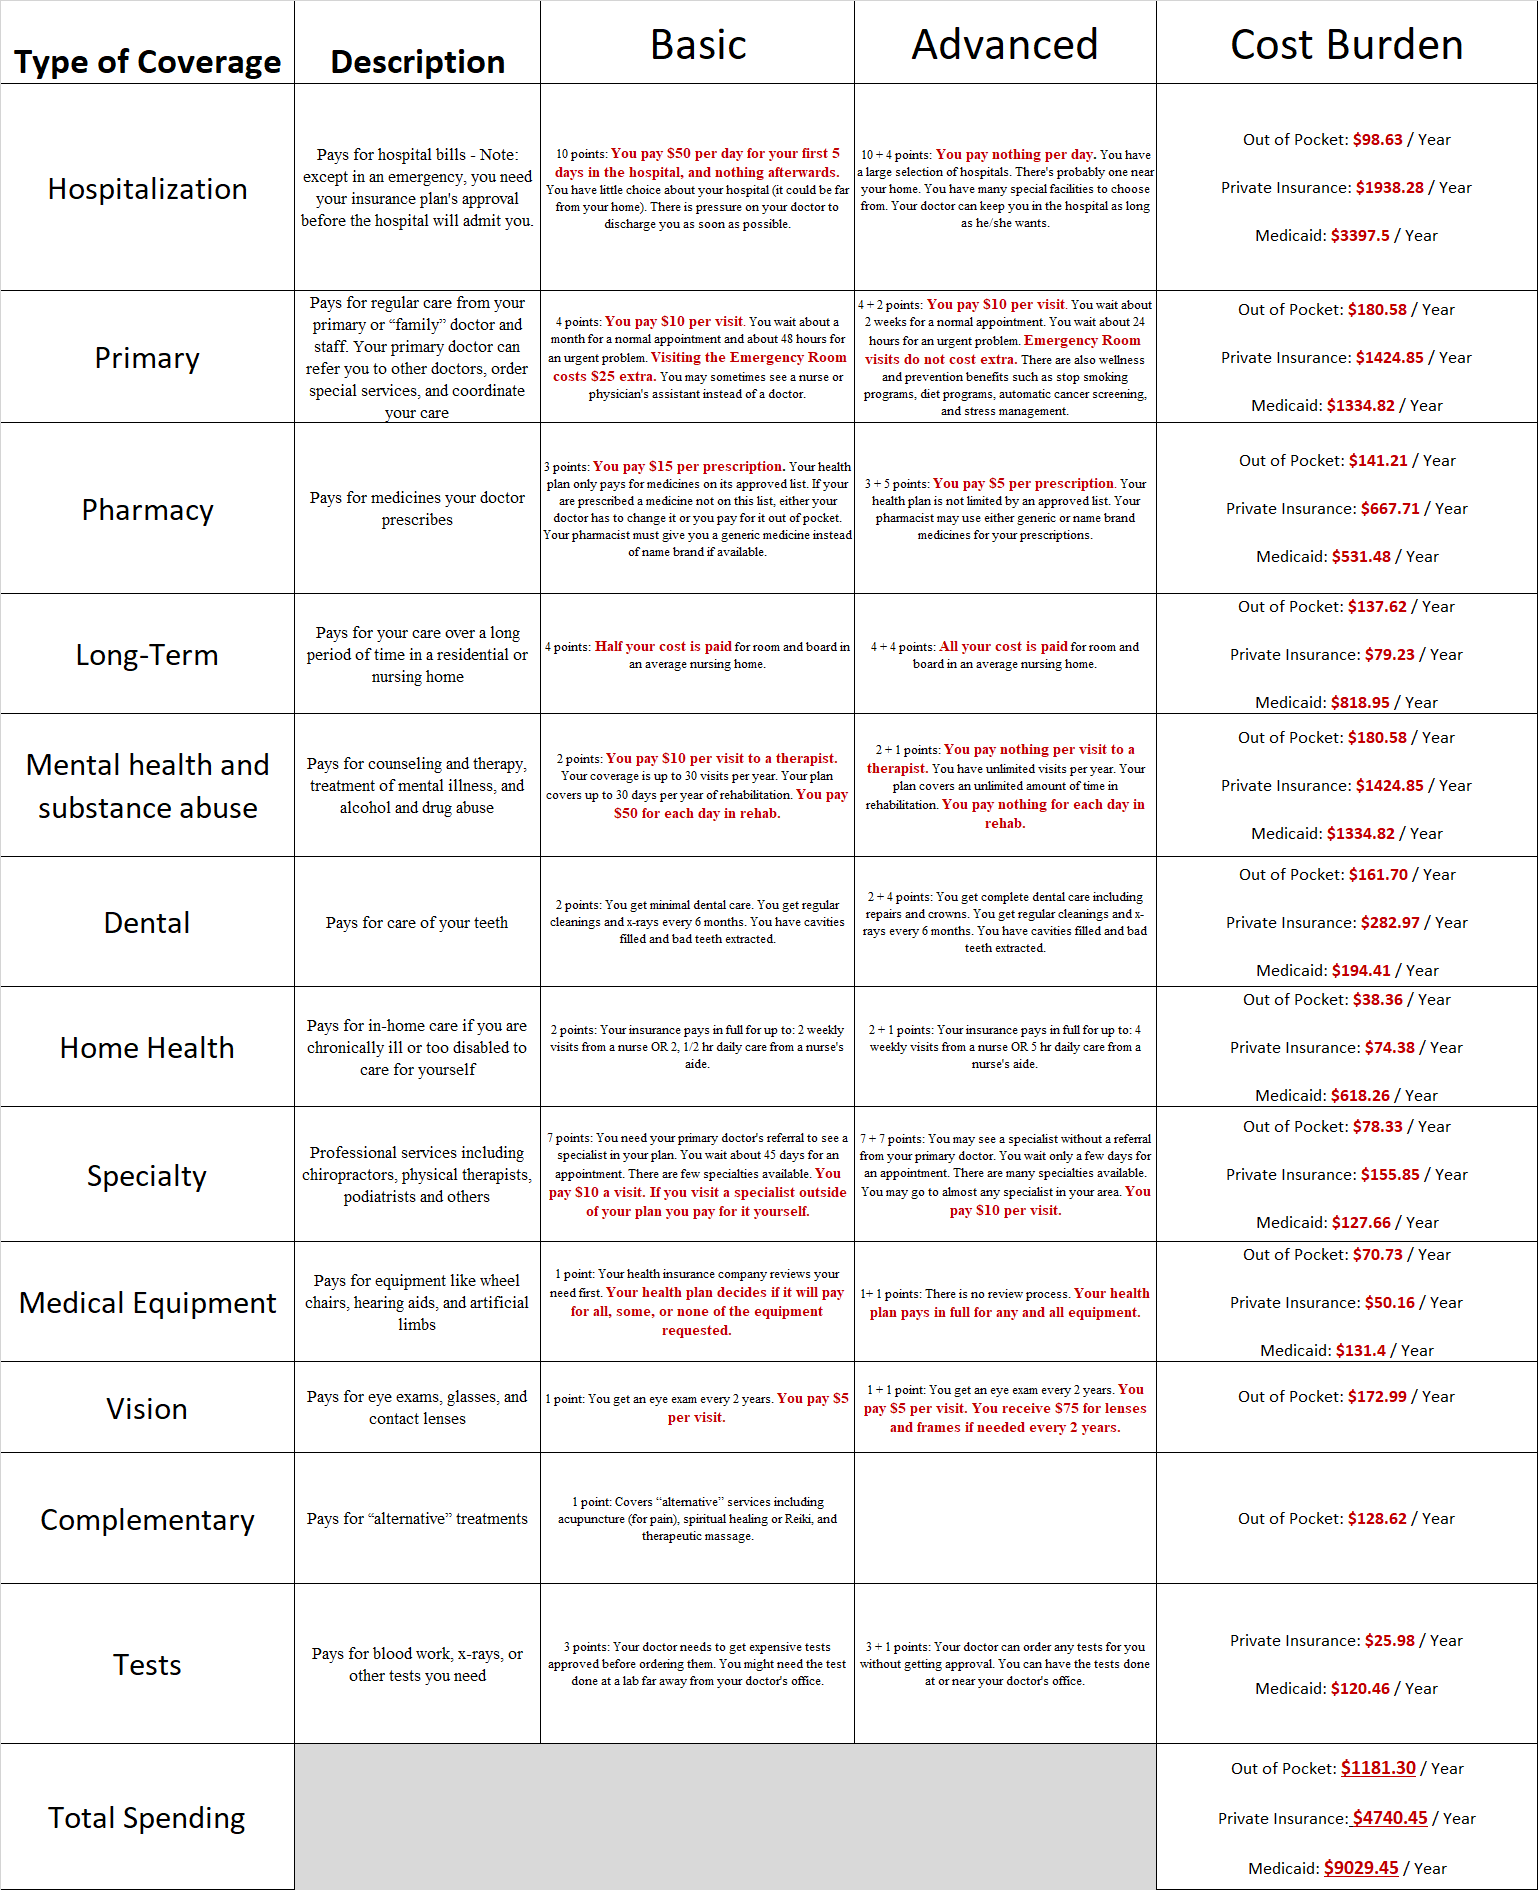 Type of Coverage
Description
Basic
Advanced
Cost Burden
Hospitalization
Pays for hospital bills - Note:
except in an emergency, you need
your insurance plan's approval
before the hospital will admit you.
10 points: You pay $50 per day for your first 5
days in the hospital, and nothing afterwards.
You have little choice about your hospital (it could be far
from your home). There is pressure on your doctor to
discharge you as soon as possible.
10 + 4 points: You pay nothing per day. You have
a large selection of hospitals. There's probably one near
your home. You have many special facilities to choose
from. Your doctor can keep you in the hospital as long
as he/she wants.
Out of Pocket: $98.63 / Year
Private Insurance: $1938.28 / Year
Medicaid: $3397.5 / Year
Primary
Pays for regular care from your
primary or “family” doctor and
staff. Your primary doctor can
refer you to other doctors, order
special services, and coordinate
your care
4 points: You pay $10 per visit. You wait about a
month for a normal appointment and about 48 hours for
an urgent problem. Visiting the Emergency Room
costs $25 extra. You may sometimes see a nurse or
physician's assistant instead of a doctor.
4 + 2 points: You pay $10 per visit. You wait about
2 weeks for a normal appointment. You wait about 24
hours for an urgent problem. Emergency Room
visits do not cost extra. There are also wellness
and prevention benefits such as stop smoking
programs, diet programs, automatic cancer screening,
and stress management.
Out of Pocket: $180.58 / Year
Private Insurance: $1424.85 / Year
Medicaid: $1334.82 / Year
Pharmacy
Pays for medicines your doctor
prescribes
3 points: You pay $15 per prescription. Your health
plan only pays for medicines on its approved list. If your
are prescribed a medicine not on this list, either your
doctor has to change it or you pay for it out of pocket.
Your pharmacist must give you a generic medicine instead
of name brand if available.
3 + 5 points: You pay $5 per prescription. Your
health plan is not limited by an approved list. Your
pharmacist may use either generic or name brand
medicines for your prescriptions.
Out of Pocket: $141.21 / Year
Private Insurance: $667.71 / Year
Medicaid: $531.48 / Year
Long-Term
Pays for your care over a long
period of time in a residential or
nursing home
4 points: Half your cost is paid for room and board in
an average nursing home.
4 + 4 points: All your cost is paid for room and
board in an average nursing home.
Out of Pocket: $137.62 / Year
Private Insurance: $79.23 / Year
Medicaid: $818.95 / Year
Mental health and
substance abuse
Pays for counseling and therapy,
treatment of mental illness, and
alcohol and drug abuse
2 points: You pay $10 per visit to a therapist.
Your coverage is up to 30 visits per year. Your plan
covers up to 30 days per year of rehabilitation. You pay
$50 for each day in rehab.
2 + 1 points: You pay nothing per visit to a
therapist. You have unlimited visits per year. Your
plan covers an unlimited amount of time in
rehabilitation. You pay nothing for each day in
rehab.
Out of Pocket: $180.58 / Year
Private Insurance: $1424.85 / Year
Medicaid: $1334.82 / Year
Dental
Pays for care of your teeth
2 points: You get minimal dental care. You get regular
cleanings and x-rays every 6 months. You have cavities
filled and bad teeth extracted.
2 + 4 points: You get complete dental care including
repairs and crowns. You get regular cleanings and x-
rays every 6 months. You have cavities filled and bad
teeth extracted.
Out of Pocket: $161.70 / Year
Private Insurance: $282.97 / Year
Medicaid: $194.41 / Year
Home Health
Pays for in-home care if you are
chronically ill or too disabled to
care for yourself
2 points: Your insurance pays in full for up to: 2 weekly
visits from a nurse OR 2, 1/2 hr daily care from a nurse's
aide.
2 + 1 points: Your insurance pays in full for up to: 4
weekly visits from a nurse OR 5 hr daily care from a
nurse's aide.
Out of Pocket: $38.36 / Year
Private Insurance: $74.38 / Year
Medicaid: $618.26 / Year
Specialty
Professional services including
chiropractors, physical therapists,
podiatrists and others
7 points: You need your primary doctor's referral to see a
specialist in your plan. You wait about 45 days for an
appointment. There are few specialties available. You
pay $10 a visit. If you visit a specialist outside
of your plan you pay for it yourself.
7 + 7 points: You may see a specialist without a referral
from your primary doctor. You wait only a few days for
an appointment. There are many specialties available.
You may go to almost any specialist in your area. You
pay $10 per visit.
Out of Pocket: $78.33 / Year
Private Insurance: $155.85 / Year
Medicaid: $127.66 / Year
Medical Equipment
Pays for equipment like wheel
chairs, hearing aids, and artificial
limbs
1 point: Your health insurance company reviews your
need first. Your health plan decides if it will pay
for all, some, or none of the equipment
requested.
1+ 1 points: There is no review process. Your health
plan pays in full for any and all equipment.
Out of Pocket: $70.73 / Year
Private Insurance: $50.16 / Year
Medicaid: $131.4 / Year
Vision
Pays for eye exams, glasses, and
contact lenses
1 point: You get an eye exam every 2 years. You pay $5
per visit.
1 + 1 point: You get an eye exam every 2 years. You
pay $5 per visit. You receive $75 for lenses
and frames if needed every 2 years.
Out of Pocket: $172.99 / Year
Complementary
Pays for “alternative” treatments
1 point: Covers “alternative” services including
acupuncture (for pain), spiritual healing or Reiki, and
therapeutic massage.
Out of Pocket: $128.62 / Year
Tests
Pays for blood work, x-rays, or
other tests you need
3 points: Your doctor needs to get expensive tests
approved before ordering them. You might need the test
done at a lab far away from your doctor's office.
3 + 1 points: Your doctor can order any tests for you
without getting approval. You can have the tests done
at or near your doctor's office.
Private Insurance: $25.98 / Year
Medicaid: $120.46 / Year
Total Spending
Out of Pocket: $1181.30 / Year
Private Insurance: $4740.45 / Year
Medicaid: $9029.45 / Year